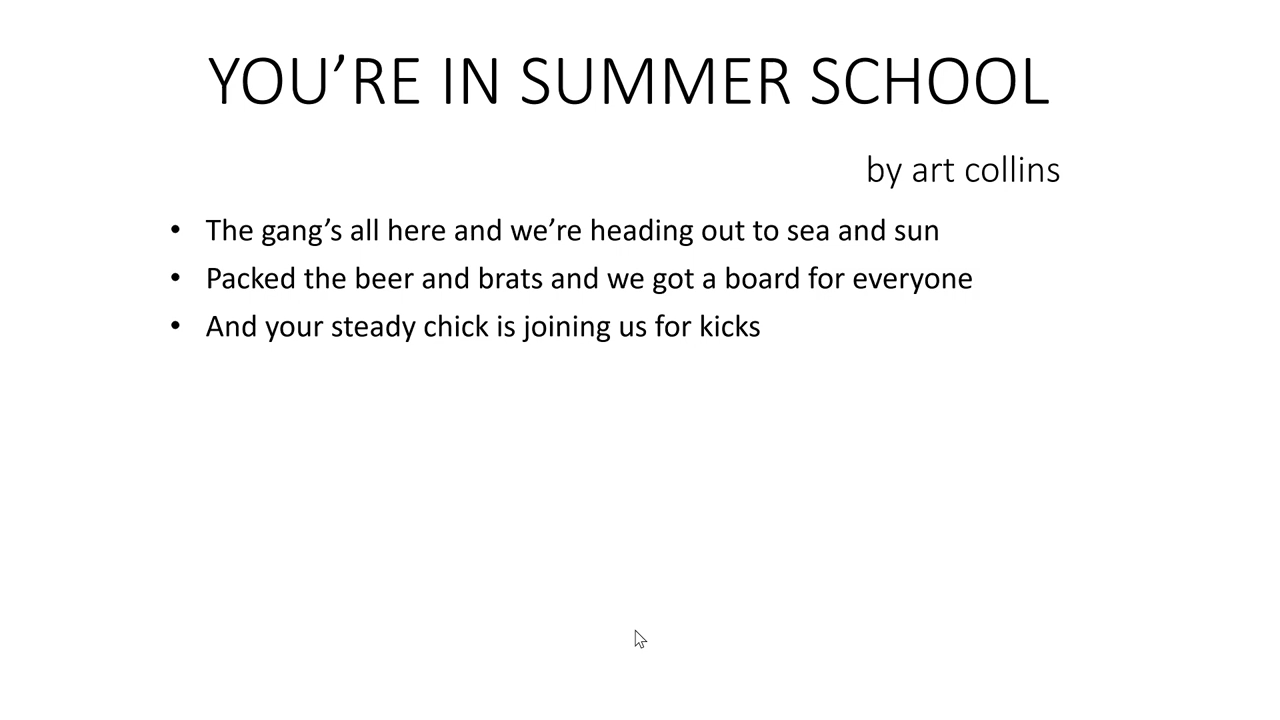 YOU’RE IN SUMMER SCHOOL
by art collins
• The gang’s all here and we’re heading out to sea and sun
• Packed the beer and brats and we got a board for everyone
• And your steady chick is joining us for kicks